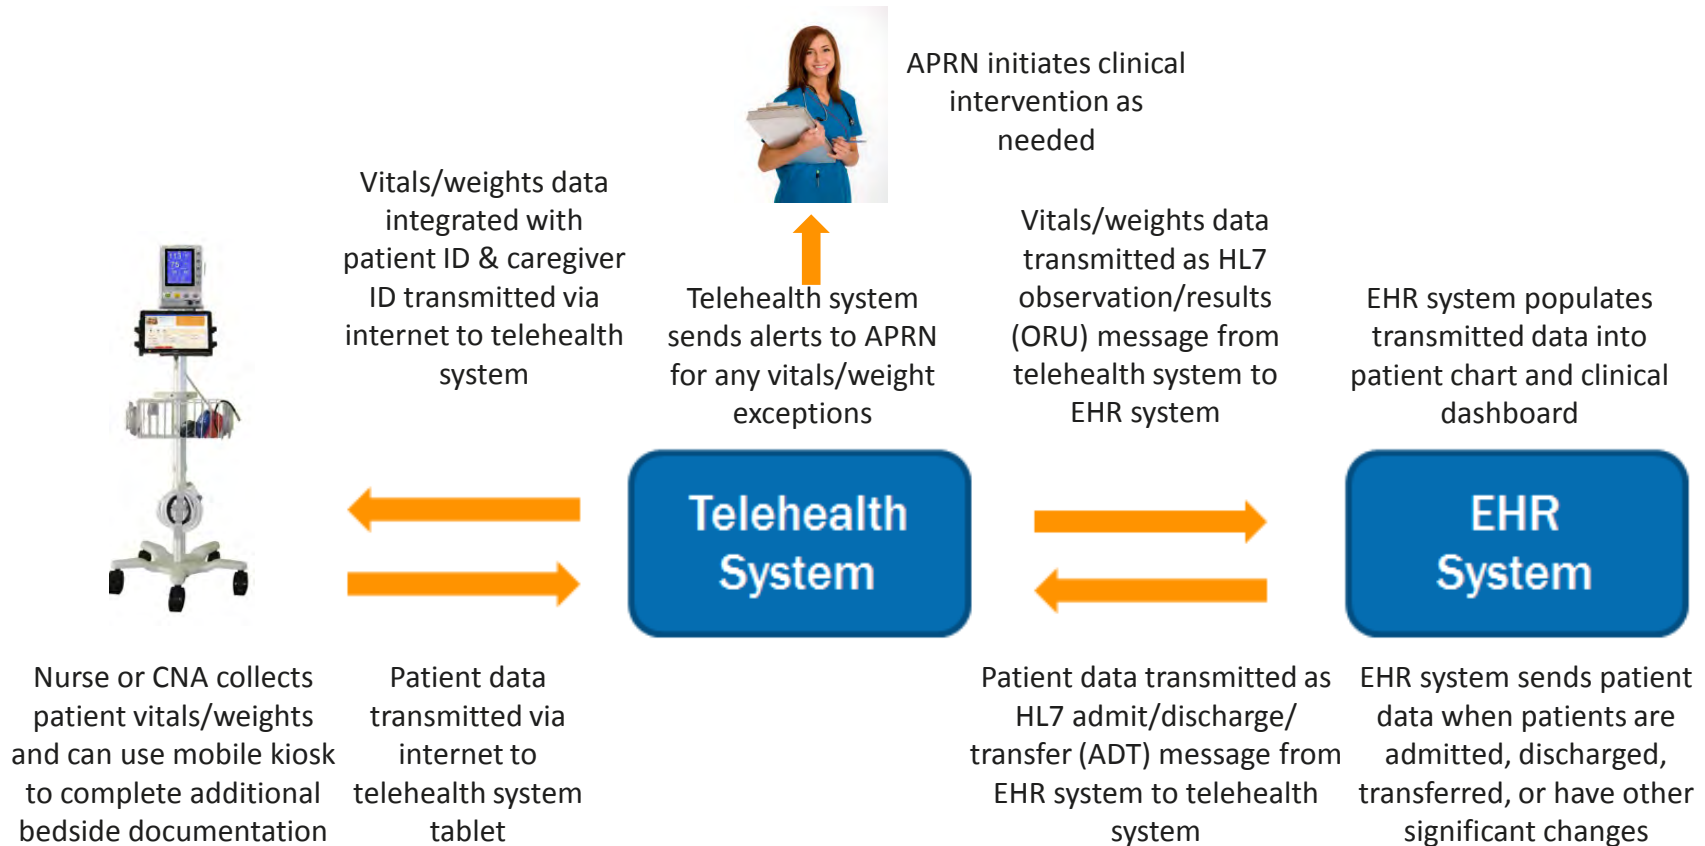 APRN initiates clinical
intervention as
needed
Vitals/weights data
integrated with
patient ID & caregiver
ID transmitted via
internet to telehealth
system
Telehealth system
sends alerts to APRN
for any vitals/weight
exceptions
Vitals/weights data
transmitted as HL7
observation/results
(ORU) message from
telehealth system to
EHR system
EHR system populates
transmitted data into
patient chart and clinical
dashboard
Telehealth
System
EHR
System
Nurse or CNA collects
patient vitals/weights
and can use mobile kiosk
to complete additional
bedside documentation
Patient data
transmitted via
internet to
telehealth system
tablet
Patient data transmitted as
HL7 admit/discharge/
transfer (ADT) message from
EHR system to telehealth
system
EHR system sends patient
data when patients are
admitted, discharged,
transferred, or have other
significant changes